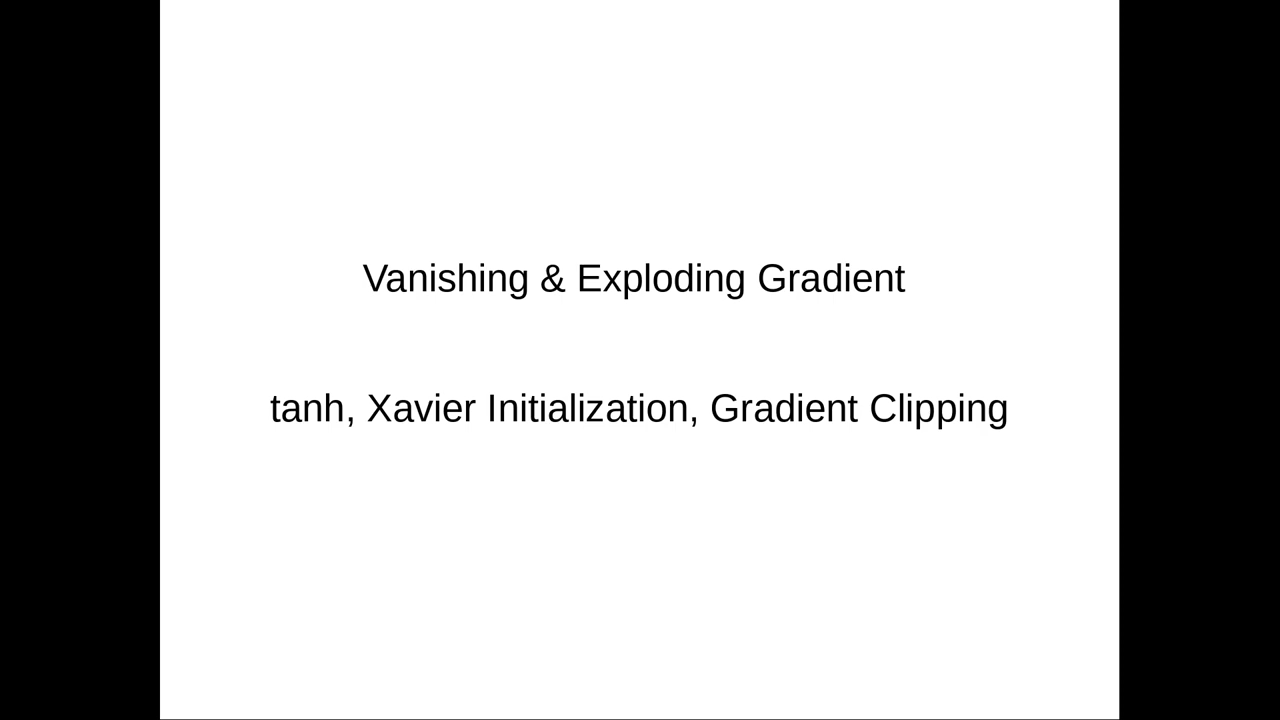 Vanishing & Exploding Gradient
tanh, Xavier Initialization, Gradient Clipping